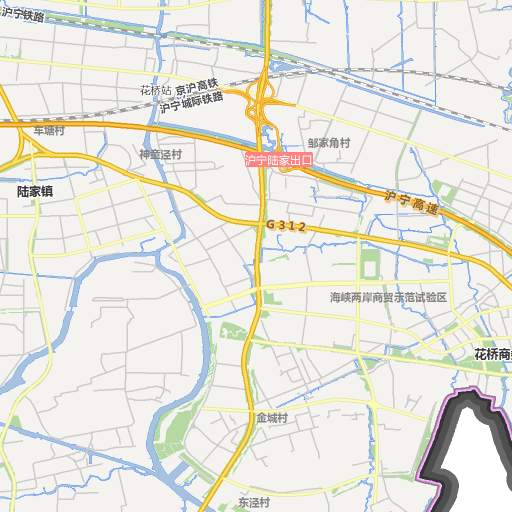 沪宁铁路
花桥站
京沪高铁
沪宁城际铁路
车塘村
邹家角村
神童泾村
沪宁陆家出口
陆家镇
沪宁高速
G312
海峡两岸商贸示范试验区
花桥商
金城村
东泾村